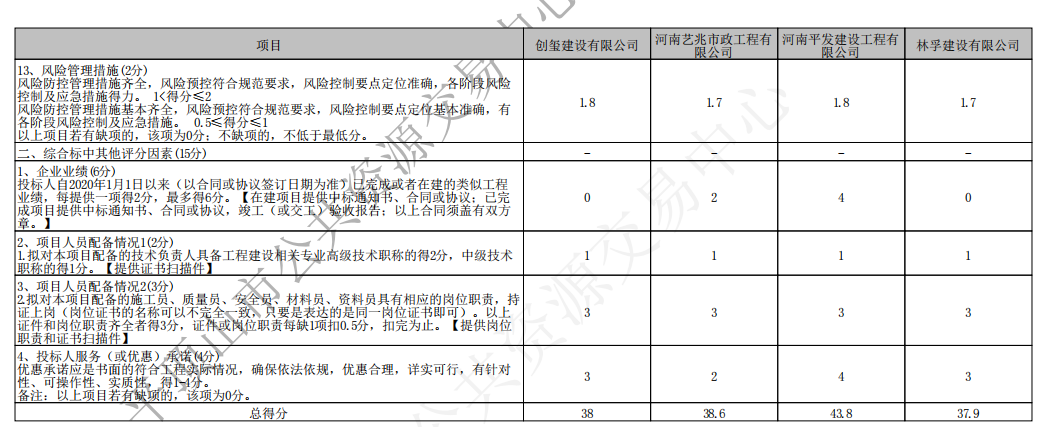 项目 创玺建设有限公司 河南艺兆市政工程有限公司 河南平发建设工程有限公司 林孚建设有限公司
13、风险管理措施(2分)
风险防控管理措施齐全，风险预控符合规范要求，风险控制要点定位准确，各阶段风险
控制及应急措施得力。 1<得分≤2
风险防控管理措施基本齐全，风险预控符合规范要求，风险控制要点定位基本准确，有
各阶段风险控制及应急措施。 0.5≤得分≤1
以上项目若有缺项的，该项为0分；不缺项的，不低于最低分。
1.8 1.7 1.8 1.7
二、综合标中其他评分因素(15分) - - - -
1、企业业绩(6分)
投标人自2020年1月1日以来（以合同或协议签订日期为准）已完成或者在建的类似工程
业绩，每提供一项得2分，最多得6分。【在建项目提供中标通知书、合同或协议；已完
成项目提供中标通知书、合同或协议，竣工（或交工）验收报告；以上合同须盖有双方
章。】
0 2 4 0
2、项目人员配备情况1(2分)
1.拟对本项目配备的技术负责人具备工程建设相关专业高级技术职称的得2分，中级技术
职称的得1分。【提供证书扫描件】
1 1 1 1
3、项目人员配备情况2(3分)
2.拟对本项目配备的施工员、质量员、安全员、材料员、资料员具有相应的岗位职责，持
证上岗（岗位证书的名称可以不完全一致，只要是表达的是同一岗位证书即可）。以上
证件和岗位职责齐全者得3分，证件或岗位职责每缺1项扣0.5分，扣完为止。【提供岗位
职责和证书扫描件】
3 3 3 3
4、投标人服务（或优惠）承诺(4分)
优惠承诺应是书面的符合工程实际情况，确保依法依规，优惠合理，详实可行，有针对
性、可操作性、实质性，得1-4分。
备注：以上项目若有缺项的，该项为0分。
3 2 4 3
总得分 38 38.6 43.8 37.9
平顶山市公共资源交易中心
公共资源交易中心